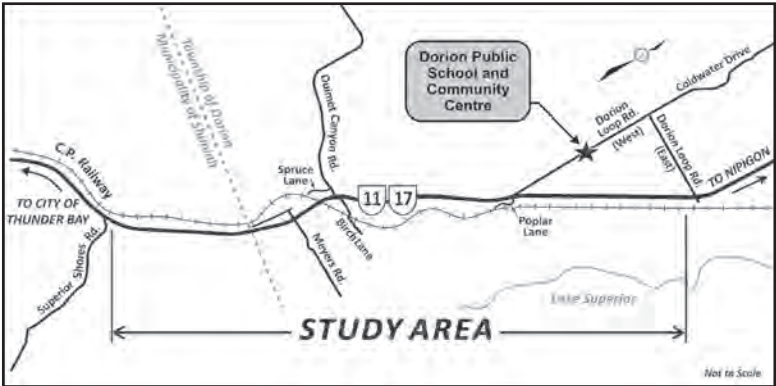 Township of Dorion
Municipality of Shuniah
Ouimet Canyon Rd.
Dorion Public
School and
Community
Centre
Coldwater Drive
Dorion
Loop Rd.
(West)
Dorion Loop Rd.
(East)
C.P. Railway
Spruce
Lane
11 17
TO NIPIGON
TO CITY OF
THUNDER BAY
Birch Lane
Poplar
Lane
Meyers Rd.
Superior Shores Rd.
Lake Superior
STUDY AREA
Not to Scale